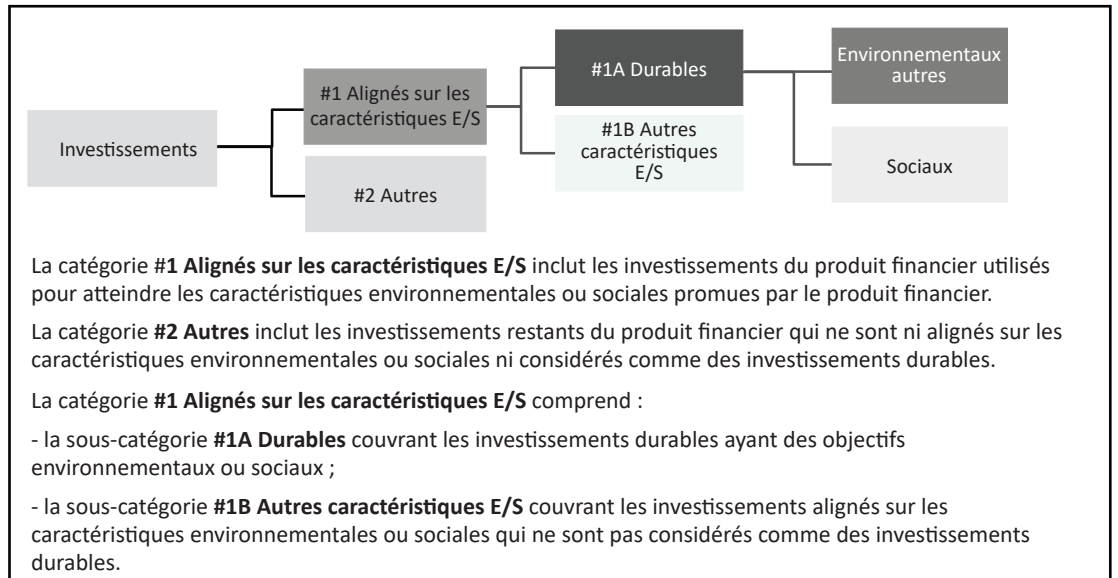 Investissements
#1 Alignés sur les
caractéristiques E/S
#2 Autres
#1A Durables
#1B Autres
caractéristiques
E/S
Environnementaux
autres
Sociaux
La catégorie #1 Alignés sur les caractéristiques E/S inclut les investissements du produit financier utilisés
pour atteindre les caractéristiques environnementales ou sociales promues par le produit financier.
La catégorie #2 Autres inclut les investissements restants du produit financier qui ne sont ni alignés sur les
caractéristiques environnementales ou sociales ni considérés comme des investissements durables.
La catégorie #1 Alignés sur les caractéristiques E/S comprend :
- la sous-catégorie #1A Durables couvrant les investissements durables ayant des objectifs
environnementaux ou sociaux ;
- la sous-catégorie #1B Autres caractéristiques E/S couvrant les investissements alignés sur les
caractéristiques environnementales ou sociales qui ne sont pas considérés comme des investissements
durables.